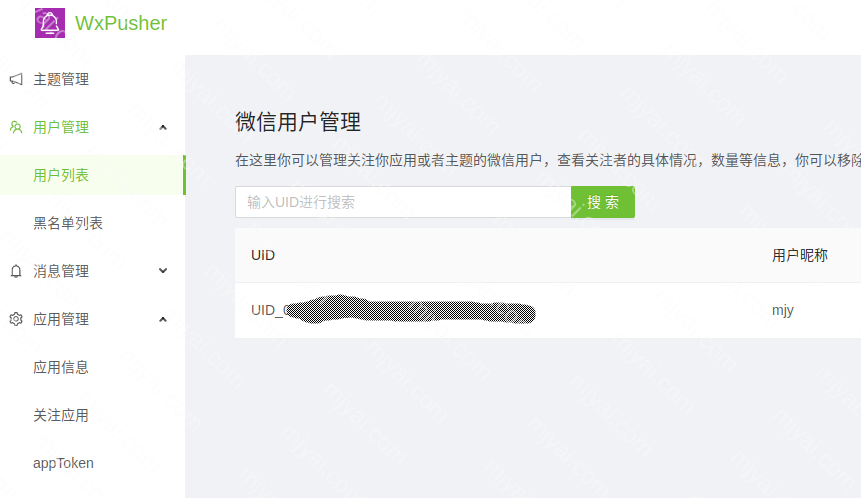 WxPusher
主题管理
用户管理
用户列表
黑名单列表
消息管理
应用管理
应用信息
关注应用
appToken
微信用户管理
在这里你可以管理关注你应用或者主题的微信用户，查看关注者的具体情况，数量等信息，你可以移除
输入UID进行搜索
搜 索
UID
用户昵称
UID_
mjy